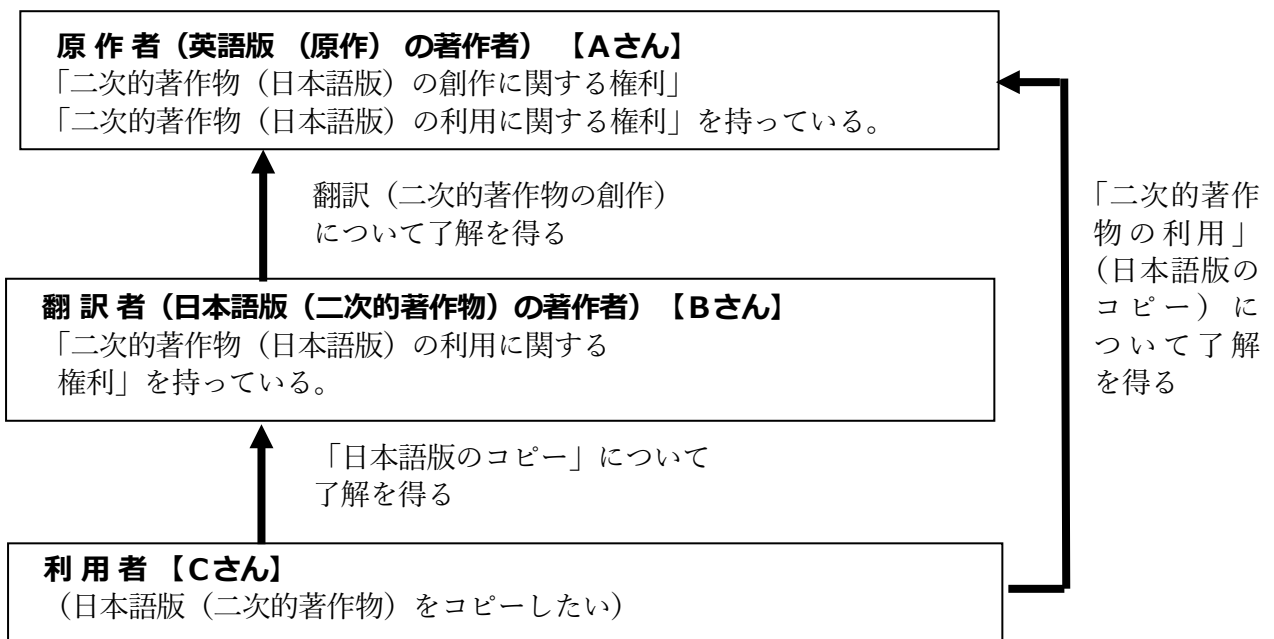 原 作 者（英語版 （原作） の著作者） 【Aさん】
「二次的著作物（日本語版）の創作に関する権利」
「二次的著作物（日本語版）の利用に関する権利」を持っている。
翻訳（二次的著作物の創作）
について了解を得る
翻 訳 者（日本語版（二次的著作物）の著作者）【Bさん】
「二次的著作物（日本語版）の利用に関する
権利」を持っている。
「日本語版のコピー」について
了解を得る
利 用 者 【Cさん】
（日本語版（二次的著作物）をコピーしたい）
「二次的著作
物の利用」
（日本語版の
コピー）に
ついて了解
を得る